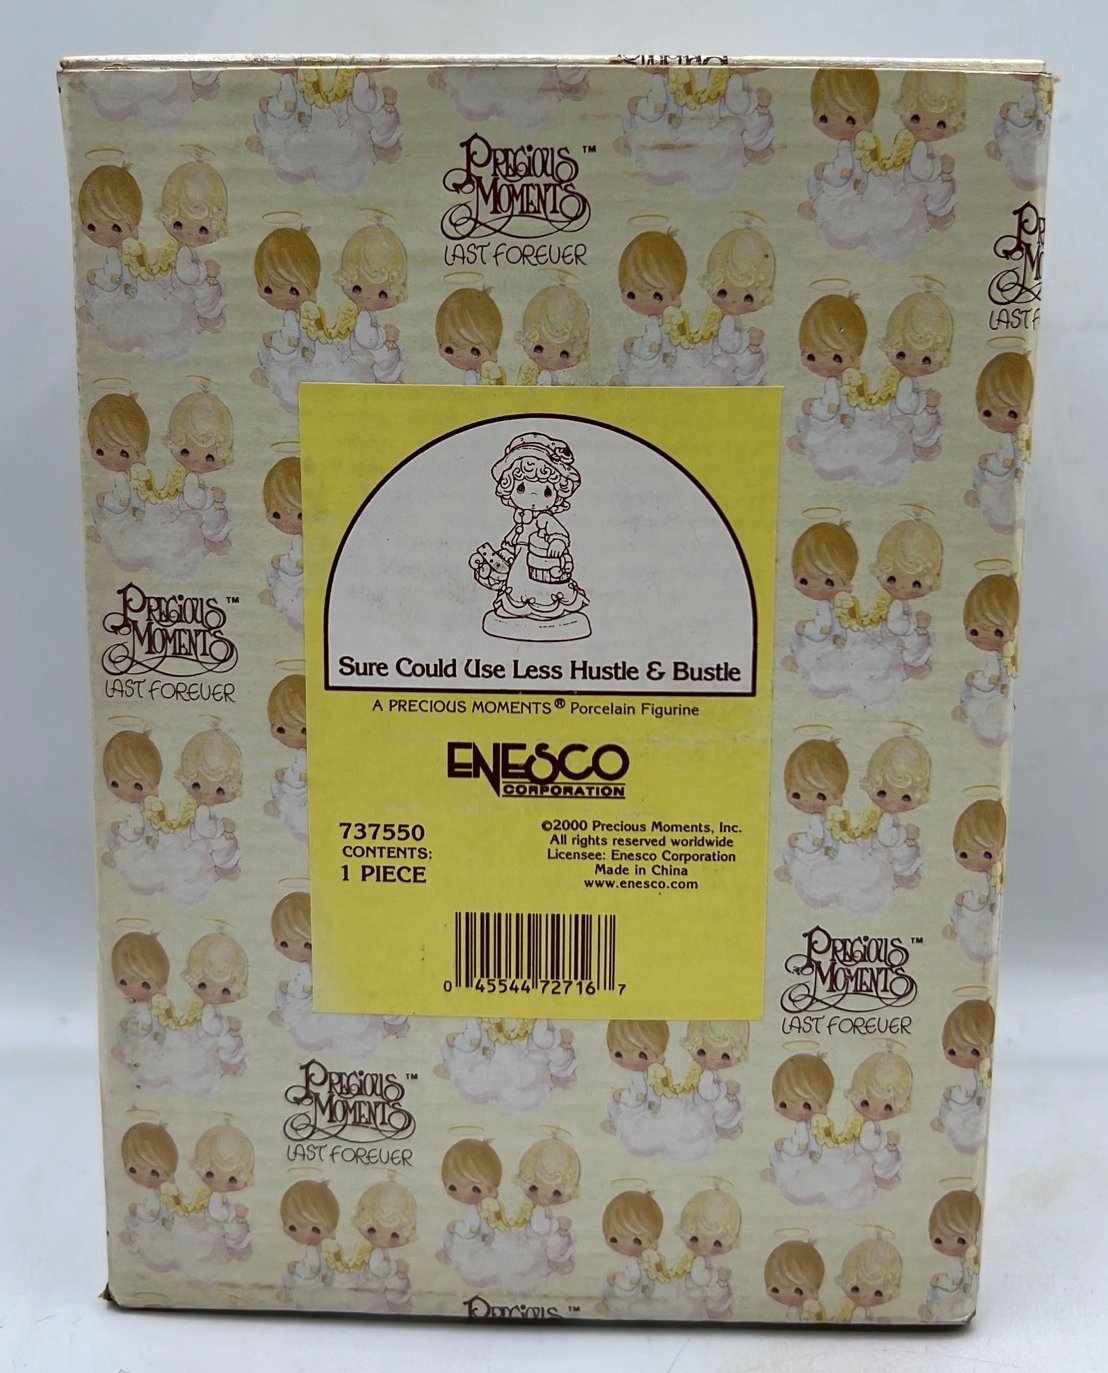 PRECIOUS MOMENTS™
LAST FOREVER
PRECIOUS MOMENTS™
LAST FOREVER
Sure Could Use Less Hustle & Bustle
A PRECIOUS MOMENTS® Porcelain Figurine
ENESCO
CORPORATION
737550
CONTENTS:
1 PIECE
©2000 Precious Moments, Inc.
All rights reserved worldwide
Licensee: Enesco Corporation
Made in China
www.enesco.com
0 45544 72716 7
PRECIOUS MOMENTS™
LAST FOREVER
PRECIOUS MOMENTS™
LAST FOREVER
PRECIOUS™